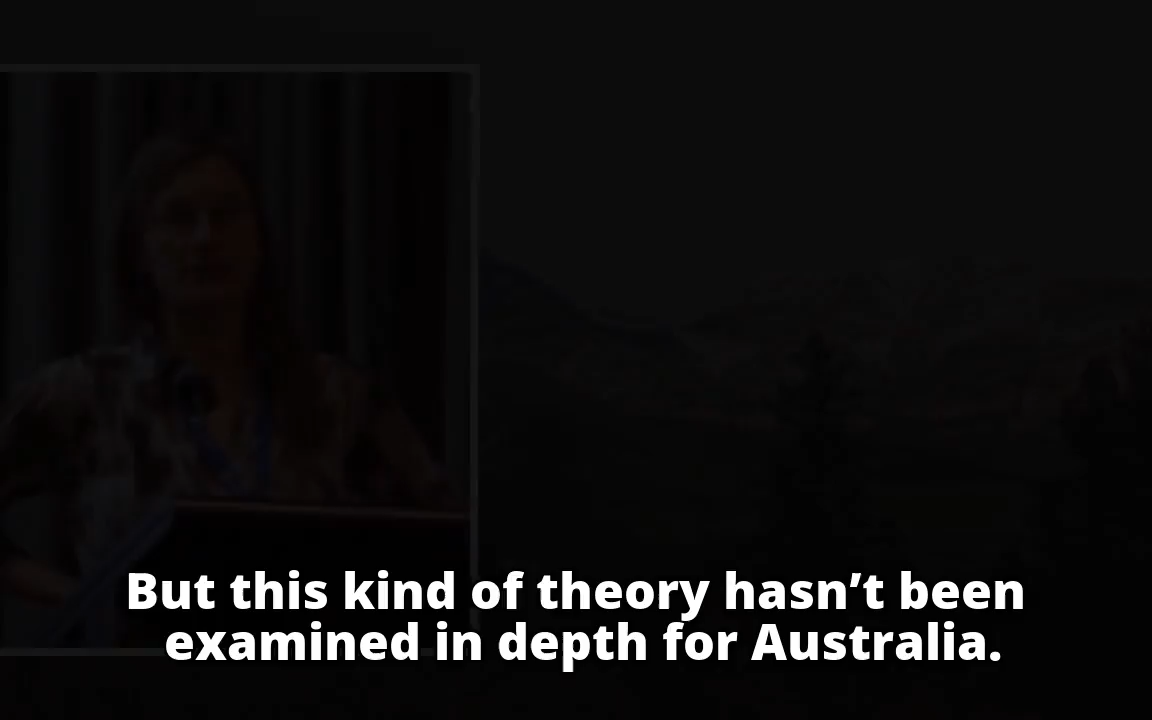 But this kind of theory hasn’t been
examined in depth for Australia.